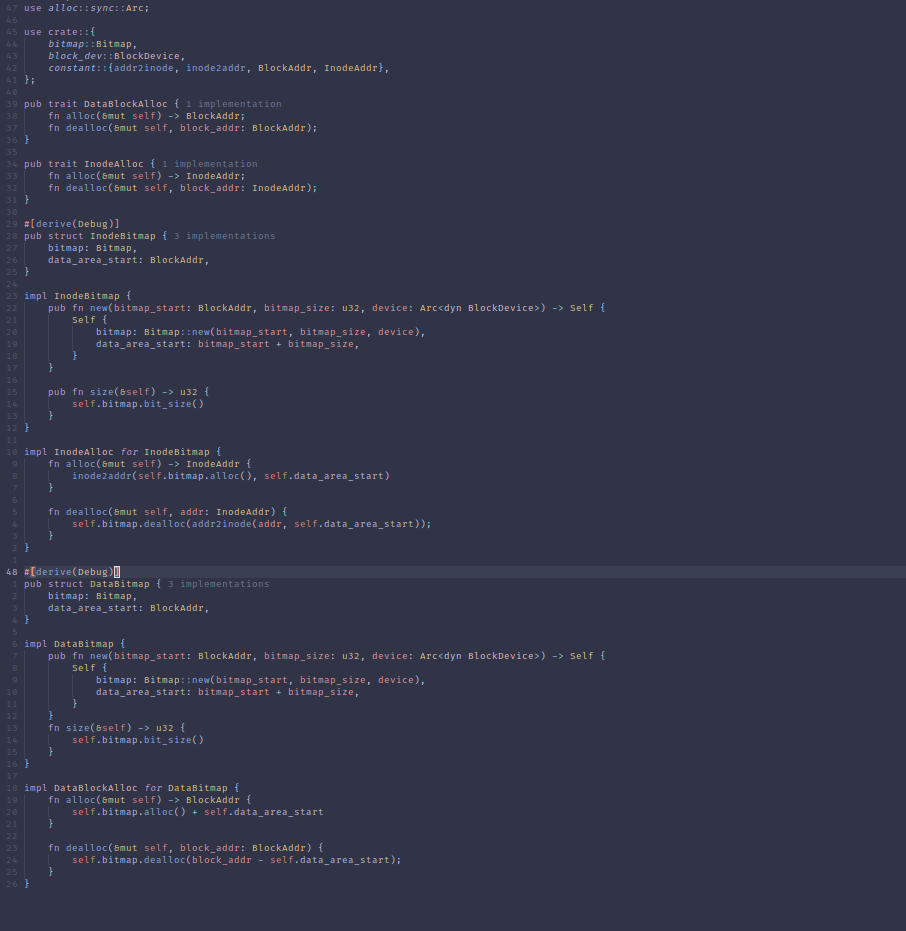 47 use alloc::sync::Arc;
46
45 use crate::{
44     bitmap::Bitmap,
43     block_dev::BlockDevice,
42     constant::{addr2inode, inode2addr, BlockAddr, InodeAddr},
41 };
40
39 pub trait DataBlockAlloc { 1 implementation
38     fn alloc(&mut self) -> BlockAddr;
37     fn dealloc(&mut self, block_addr: BlockAddr);
36 }
35
34 pub trait InodeAlloc { 1 implementation
33     fn alloc(&mut self) -> InodeAddr;
32     fn dealloc(&mut self, block_addr: InodeAddr);
31 }
30
29 #[derive(Debug)]
28 pub struct InodeBitmap { 3 implementations
27     bitmap: Bitmap,
26     data_area_start: BlockAddr,
25 }
24
23 impl InodeBitmap {
22     pub fn new(bitmap_start: BlockAddr, bitmap_size: u32, device: Arc<dyn BlockDevice>) -> Self {
21         Self {
20             bitmap: Bitmap::new(bitmap_start, bitmap_size, device),
19             data_area_start: bitmap_start + bitmap_size,
18         }
17     }
16
15     pub fn size(&self) -> u32 {
14         self.bitmap.bit_size()
13     }
12 }
11
10 impl InodeAlloc for InodeBitmap {
9     fn alloc(&mut self) -> InodeAddr {
8         inode2addr(self.bitmap.alloc(), self.data_area_start)
7     }
6
5     fn dealloc(&mut self, addr: InodeAddr) {
4         self.bitmap.dealloc(addr2inode(addr, self.data_area_start));
3     }
2 }
1
48 #[derive(Debug)]
1 pub struct DataBitmap { 3 implementations
2     bitmap: Bitmap,
3     data_area_start: BlockAddr,
4 }
5
6 impl DataBitmap {
7     pub fn new(bitmap_start: BlockAddr, bitmap_size: u32, device: Arc<dyn BlockDevice>) -> Self {
8         Self {
9             bitmap: Bitmap::new(bitmap_start, bitmap_size, device),
10             data_area_start: bitmap_start + bitmap_size,
11         }
12     }
13     fn size(&self) -> u32 {
14         self.bitmap.bit_size()
15     }
16 }
17
18 impl DataBlockAlloc for DataBitmap {
19     fn alloc(&mut self) -> BlockAddr {
20         self.bitmap.alloc() + self.data_area_start
21     }
22
23     fn dealloc(&mut self, block_addr: BlockAddr) {
24         self.bitmap.dealloc(block_addr - self.data_area_start);
25     }
26 }